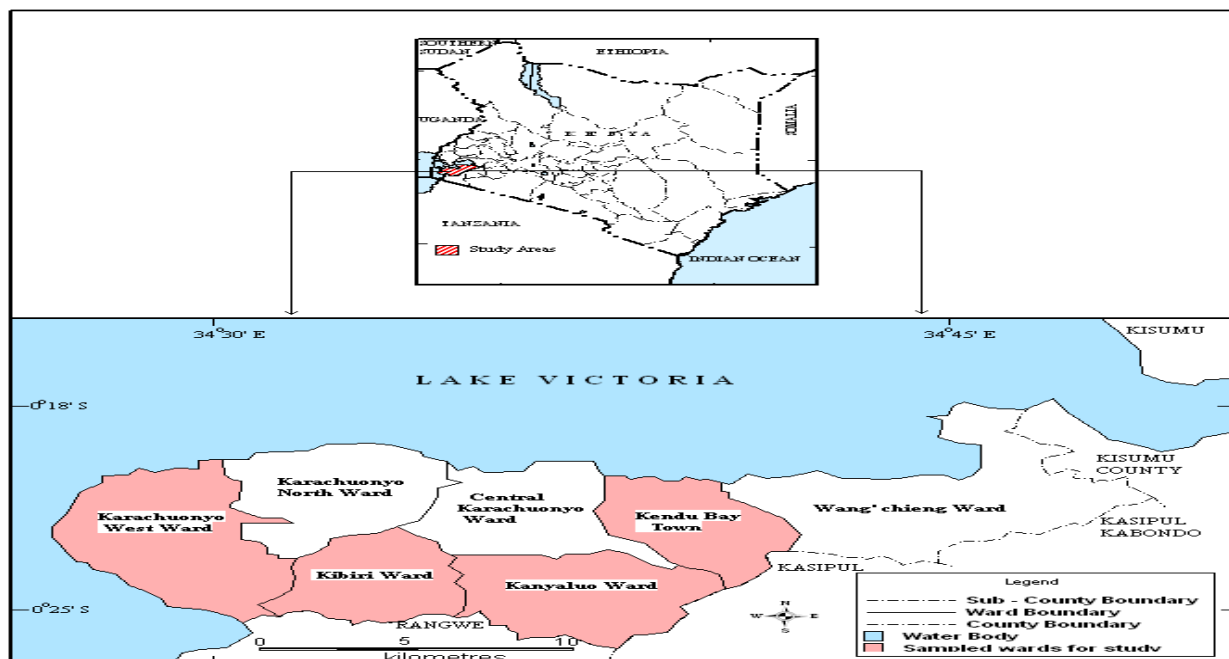 SOUTHERN
SUDAN
ETHIOPIA
UGANDA
KENYA
SOMALIA
TANZANIA
Study Areas
INDIAN OCEAN
34°30' E
34°45' E
KISUMU
LAKE VICTORIA
0°18' S
KISUMU
COUNTY
Karachuonyo
North Ward
Central
Karachuonyo
Ward
Karachuonyo
West Ward
Kendu Bay
Town
Wang'chieng Ward
KASIPUL
KABONDO
KASIPUL
Kibiri Ward
Kanyaluo Ward
0°25' S
RANGWE
0 5 10
kilometres
N
W E
S
Legend
Sub - County Boundary
Ward Boundary
County Boundary
Water Body
Sampled wards for study